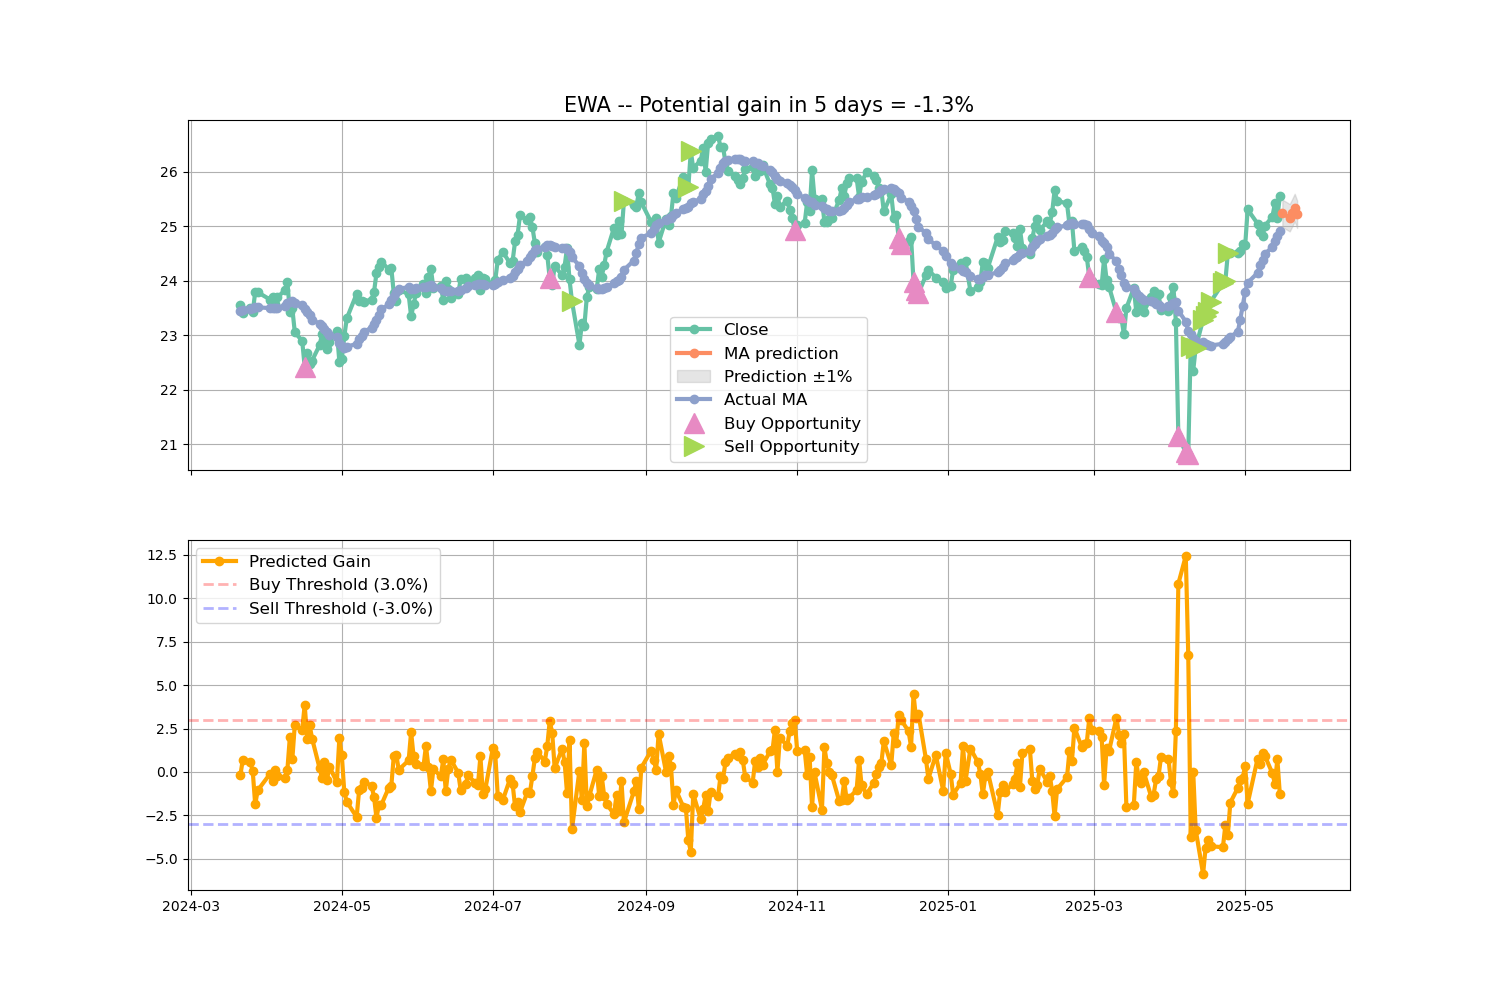 EWA -- Potential gain in 5 days = -1.3%
26
25
24
23
22
21
Close
MA prediction
Prediction ±1%
Actual MA
Buy Opportunity
Sell Opportunity
12.5
10.0
7.5
5.0
2.5
0.0
−2.5
−5.0
Predicted Gain
Buy Threshold (3.0%)
Sell Threshold (-3.0%)
2024-03 2024-05 2024-07 2024-09 2024-11 2025-01 2025-03 2025-05